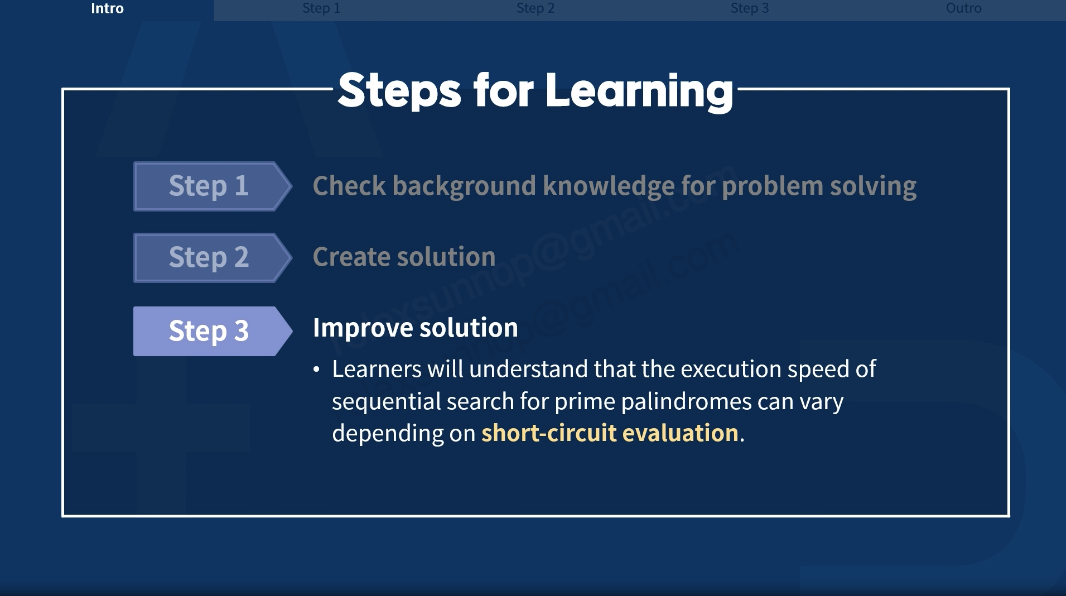 Intro Step 1 Step 2 Step 3 Outro
Steps for Learning
Step 1 Check background knowledge for problem solving
Step 2 Create solution
Step 3 Improve solution
• Learners will understand that the execution speed of
sequential search for prime palindromes can vary
depending on short-circuit evaluation.